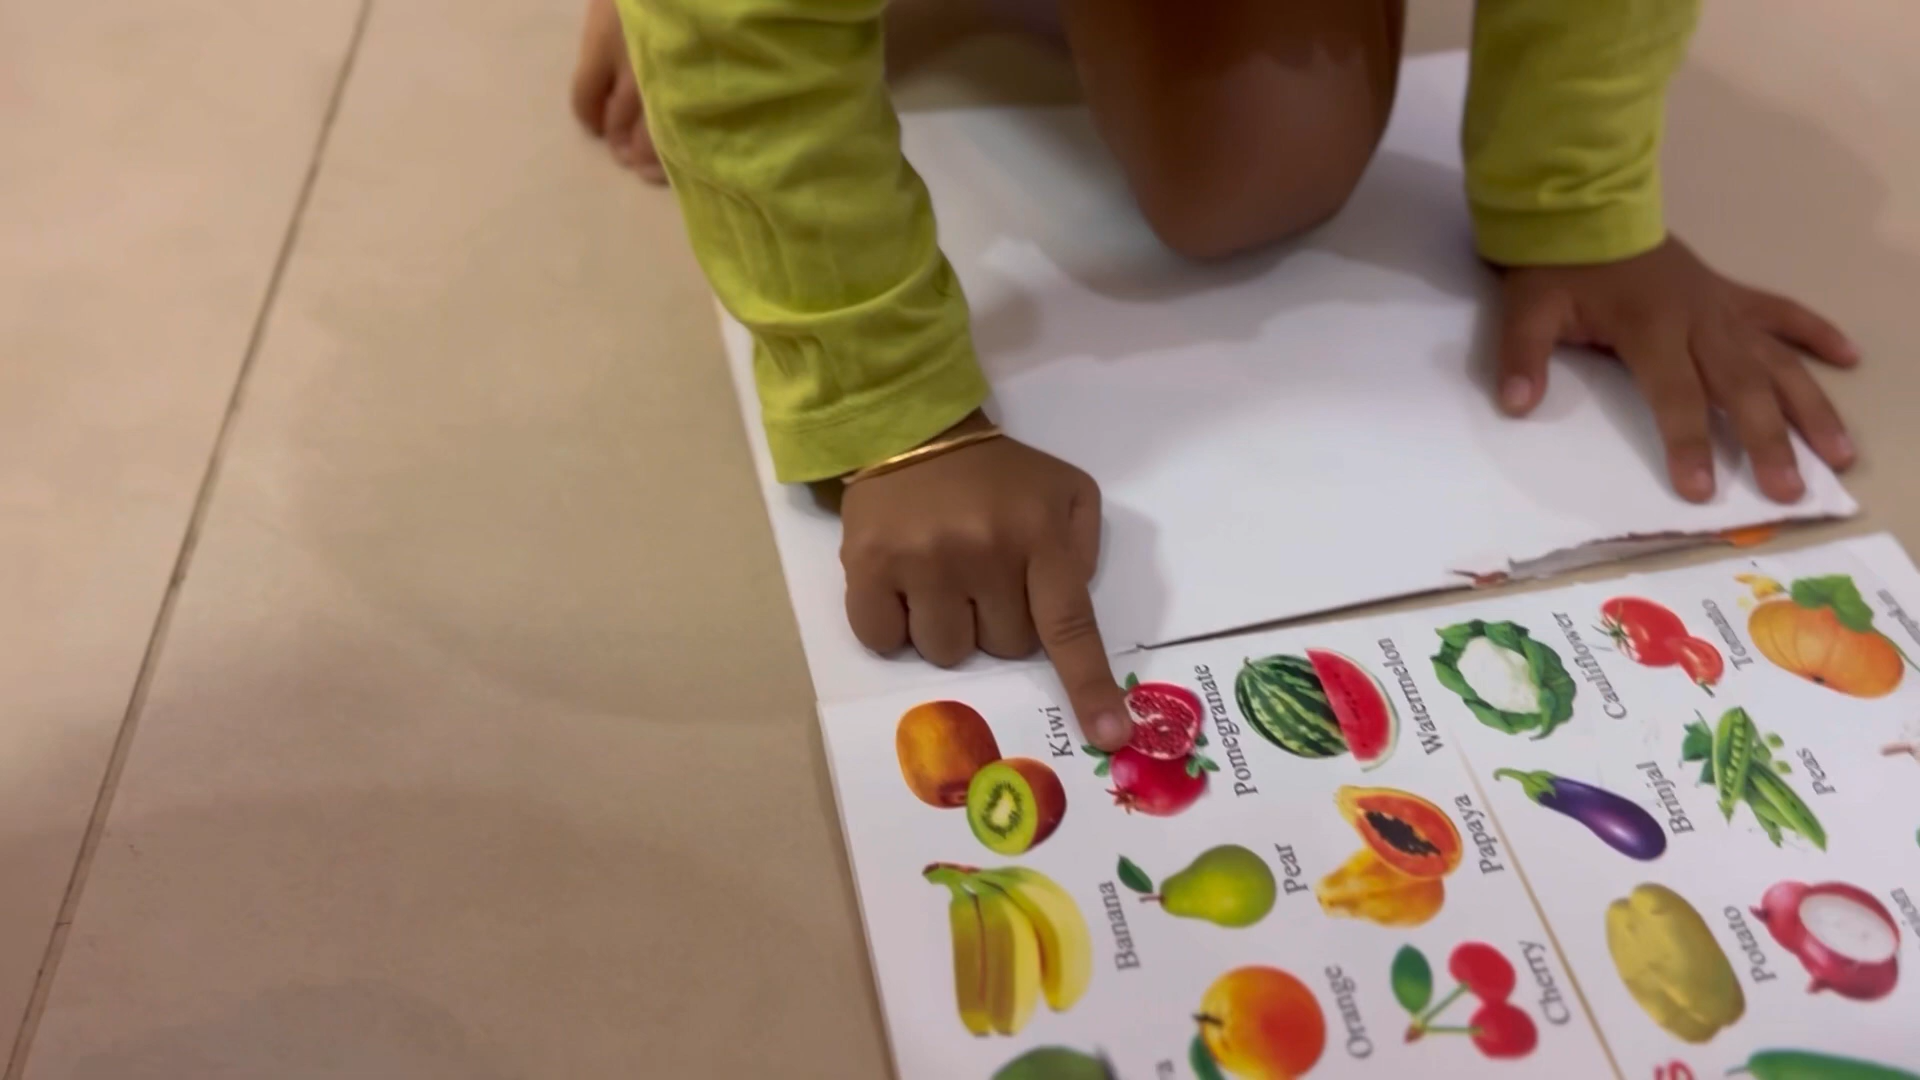 Kiwi
Pomegranate
Watermelon
Banana
Pear
Papaya
Orange
Cherry
Cauliflower
Tomato
Brinjal
Peas
Potato